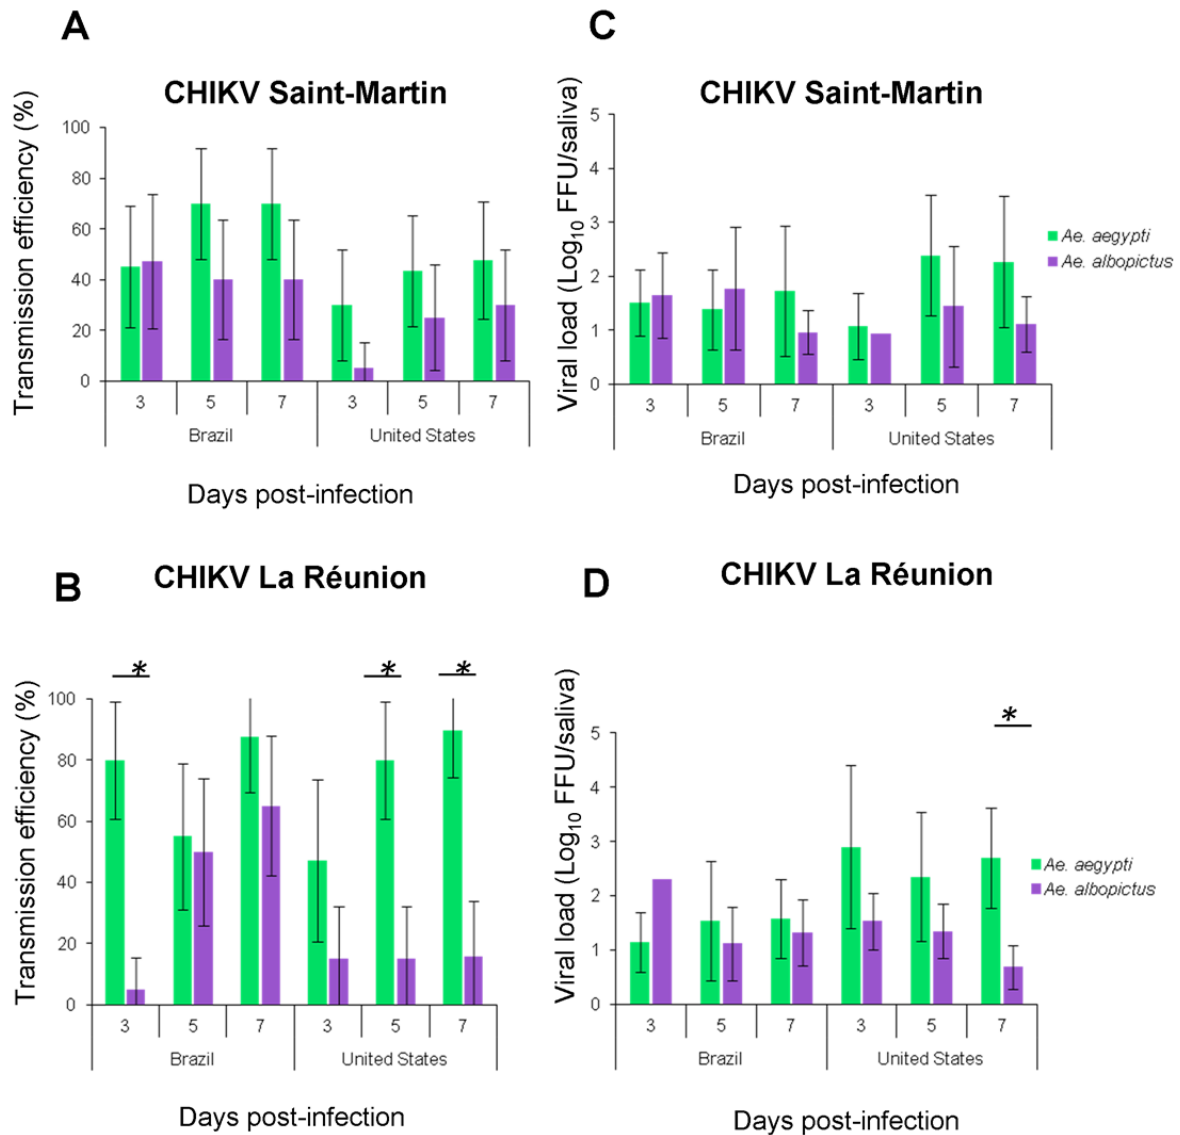 A
CHIKV Saint-Martin
Transmission efficiency (%)
100
80
60
40
20
0
3 5 7 3 5 7
Brazil United States
Days post-infection
C
CHIKV Saint-Martin
Viral load (Log10 FFU/saliva)
5
4
3
2
1
0
3 5 7 3 5 7
Brazil United States
Days post-infection
Ae. aegypti
Ae. albopictus
B
CHIKV La Réunion
Transmission efficiency (%)
* * *
100
80
60
40
20
0
3 5 7 3 5 7
Brazil United States
Days post-infection
D
CHIKV La Réunion
Viral load (Log10 FFU/saliva)
*
5
4
3
2
1
0
3 5 7 3 5 7
Brazil United States
Days post-infection
Ae. aegypti
Ae. albopictus